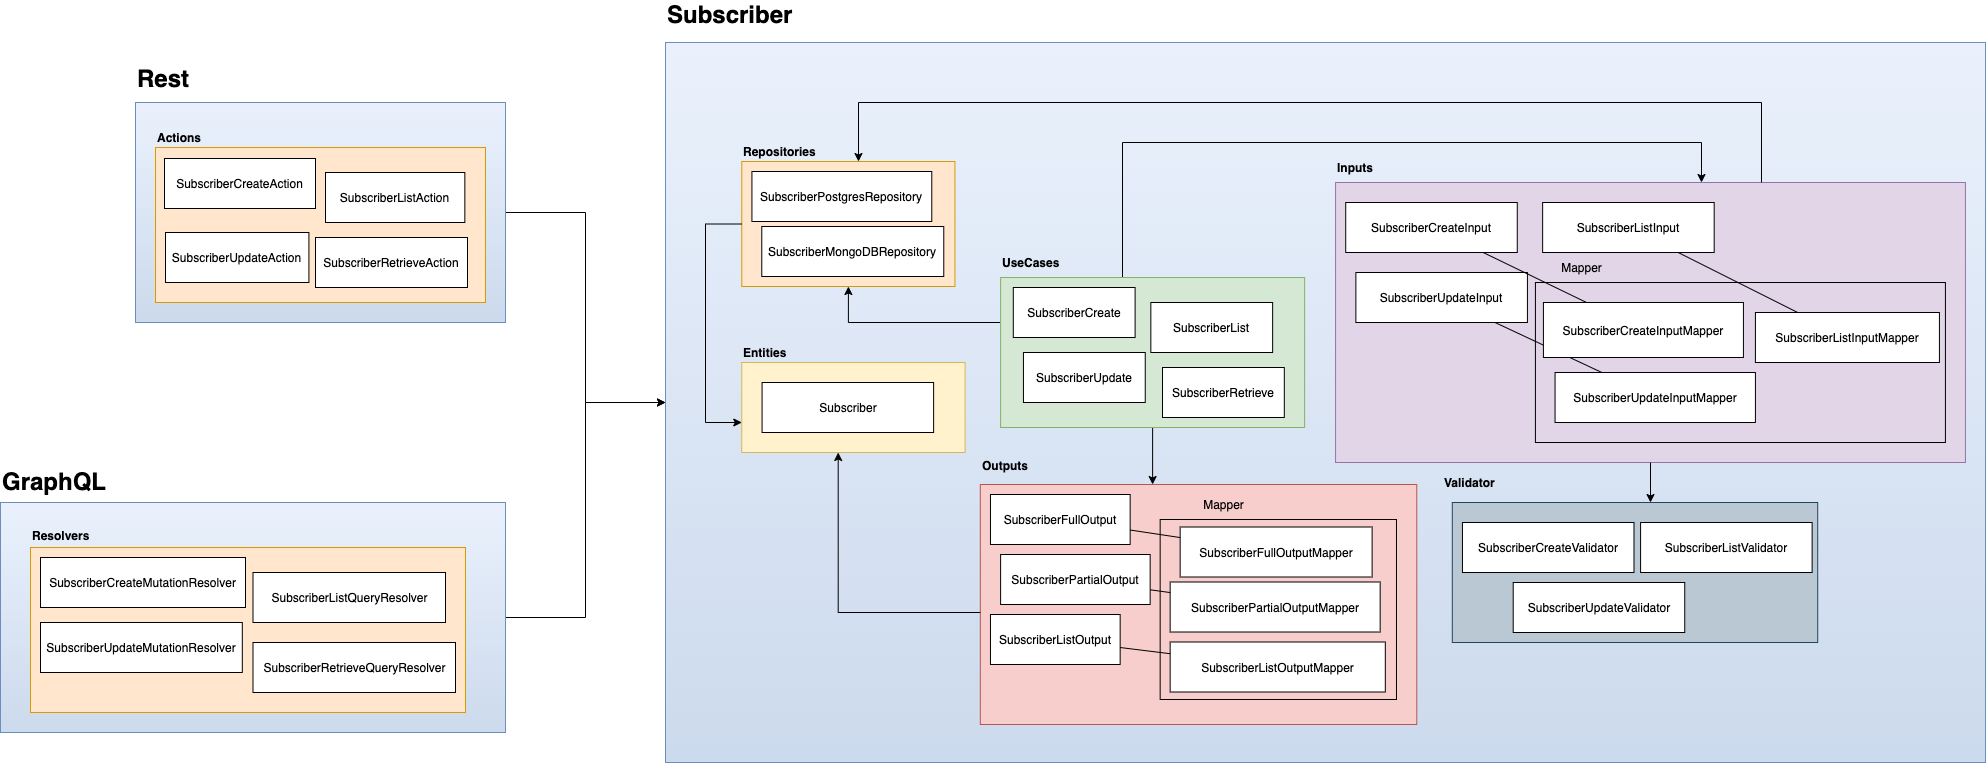 Subscriber
Rest
Actions
SubscriberCreateAction
SubscriberListAction
SubscriberUpdateAction
SubscriberRetrieveAction
GraphQL
Resolvers
SubscriberCreateMutationResolver
SubscriberListQueryResolver
SubscriberUpdateMutationResolver
SubscriberRetrieveQueryResolver
Repositories
SubscriberPostgresRepository
SubscriberMongoDBRepository
Entities
Subscriber
UseCases
SubscriberCreate
SubscriberList
SubscriberUpdate
SubscriberRetrieve
Inputs
SubscriberCreateInput
SubscriberListInput
Mapper
SubscriberUpdateInput
SubscriberCreateInputMapper
SubscriberListInputMapper
SubscriberUpdateInputMapper
Outputs
Mapper
SubscriberFullOutput
SubscriberFullOutputMapper
SubscriberPartialOutput
SubscriberPartialOutputMapper
SubscriberListOutput
SubscriberListOutputMapper
Validator
SubscriberCreateValidator
SubscriberListValidator
SubscriberUpdateValidator